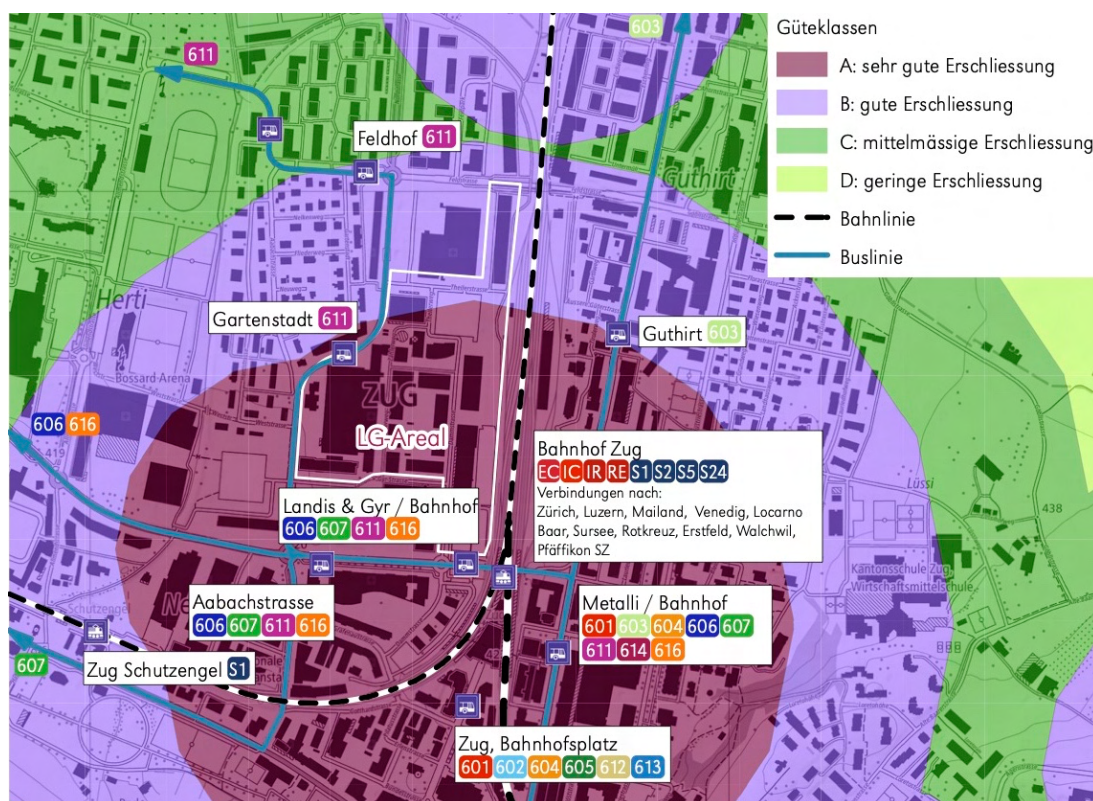 Güteklassen
A: sehr gute Erschliessung
B: gute Erschliessung
C: mittelmässige Erschliessung
D: geringe Erschliessung
Bahnlinie
Buslinie
603
611
Feldhof 611
Guthirt
Herti
Gartenstadt 611
Guthirt 603
Bossard Arena
ZUG
LG-Areal
606 616
419
Bahnhof Zug
EC IC IR RE S1 S2 S5 S24
Verbindungen nach:
Zürich, Luzern, Mailand, Venedig, Locarno
Baar, Sursee, Rotkreuz, Erstfeld, Walchwil,
Pfäffikon SZ
Lüssi
438
Landis & Gyr / Bahnhof
606 607 611 616
Kantonsschule Zug
Wirtschaftsmittelschule
Aabachstrasse
606 607 611 616
Metalli / Bahnhof
601 603 604 606 607
611 614 616
Schutzengel
607
Zug Schutzengel S1
Zug, Bahnhofsplatz
601 602 604 605 612 613